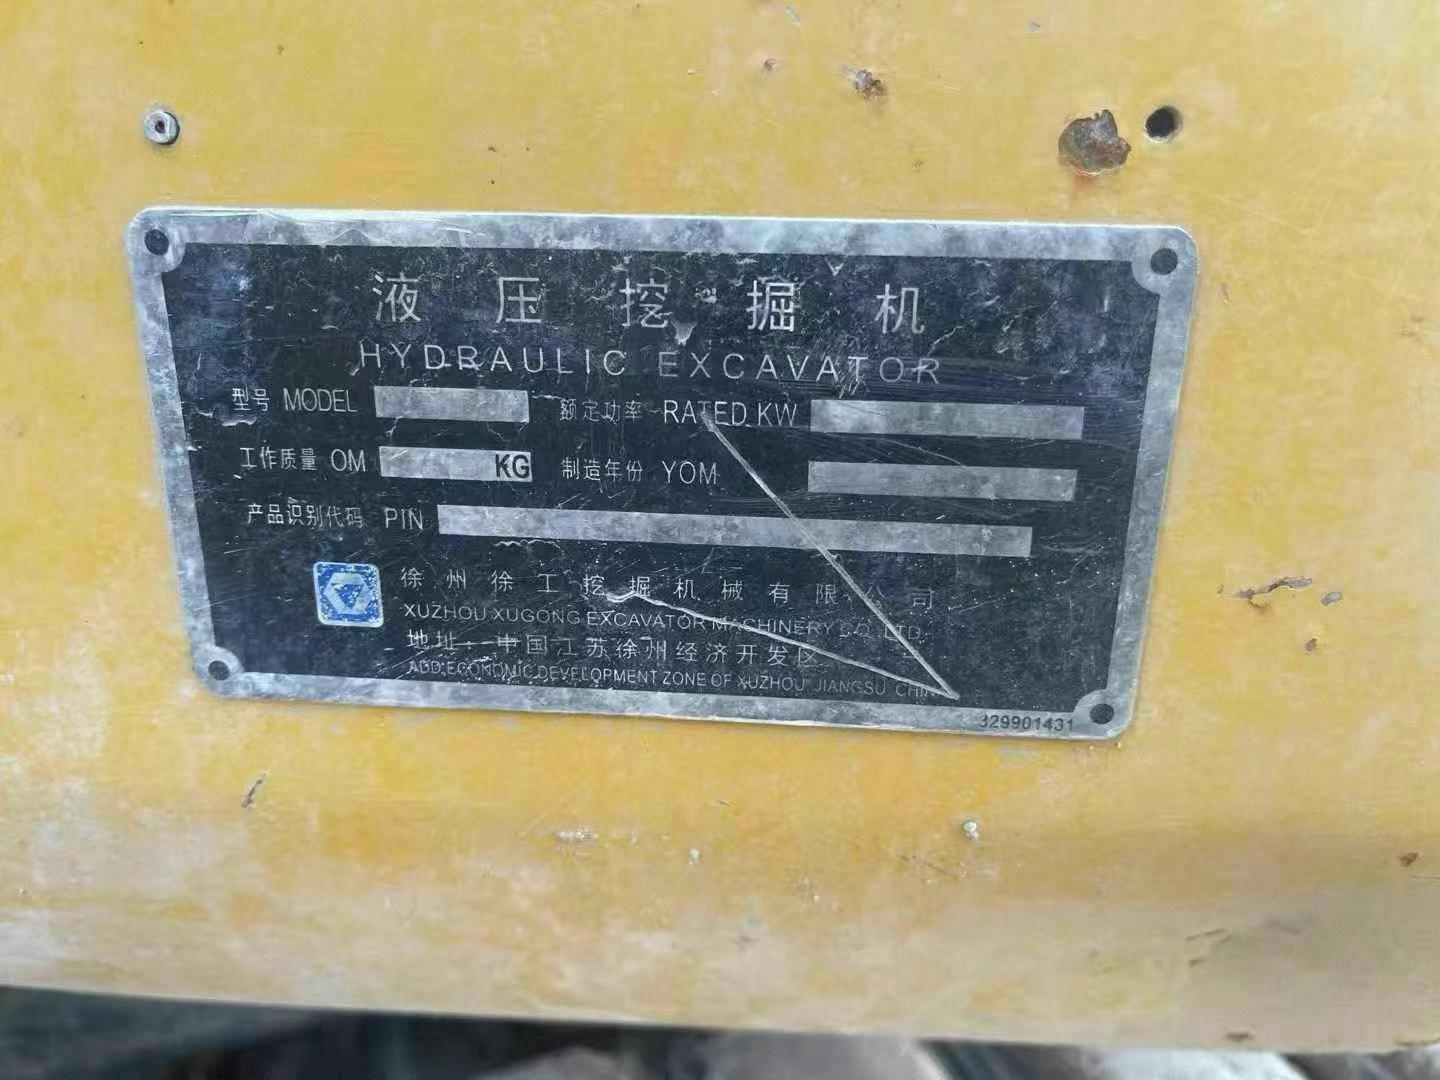 液压挖掘机
HYDRAULIC EXCAVATOR
型号 MODEL 额定功率 RATED KW
工作质量 OM KG 制造年份 YOM
产品识别代码 PIN
徐州徐工挖掘机械有限公司
XUZHOU XUGONG EXCAVATOR MACHINERY CO.,LTD.
地址:中国江苏徐州经济开发区
ADD:ECONOMIC DEVELOPMENT ZONE OF XUZHOU JIANGSU CHINA
329901431